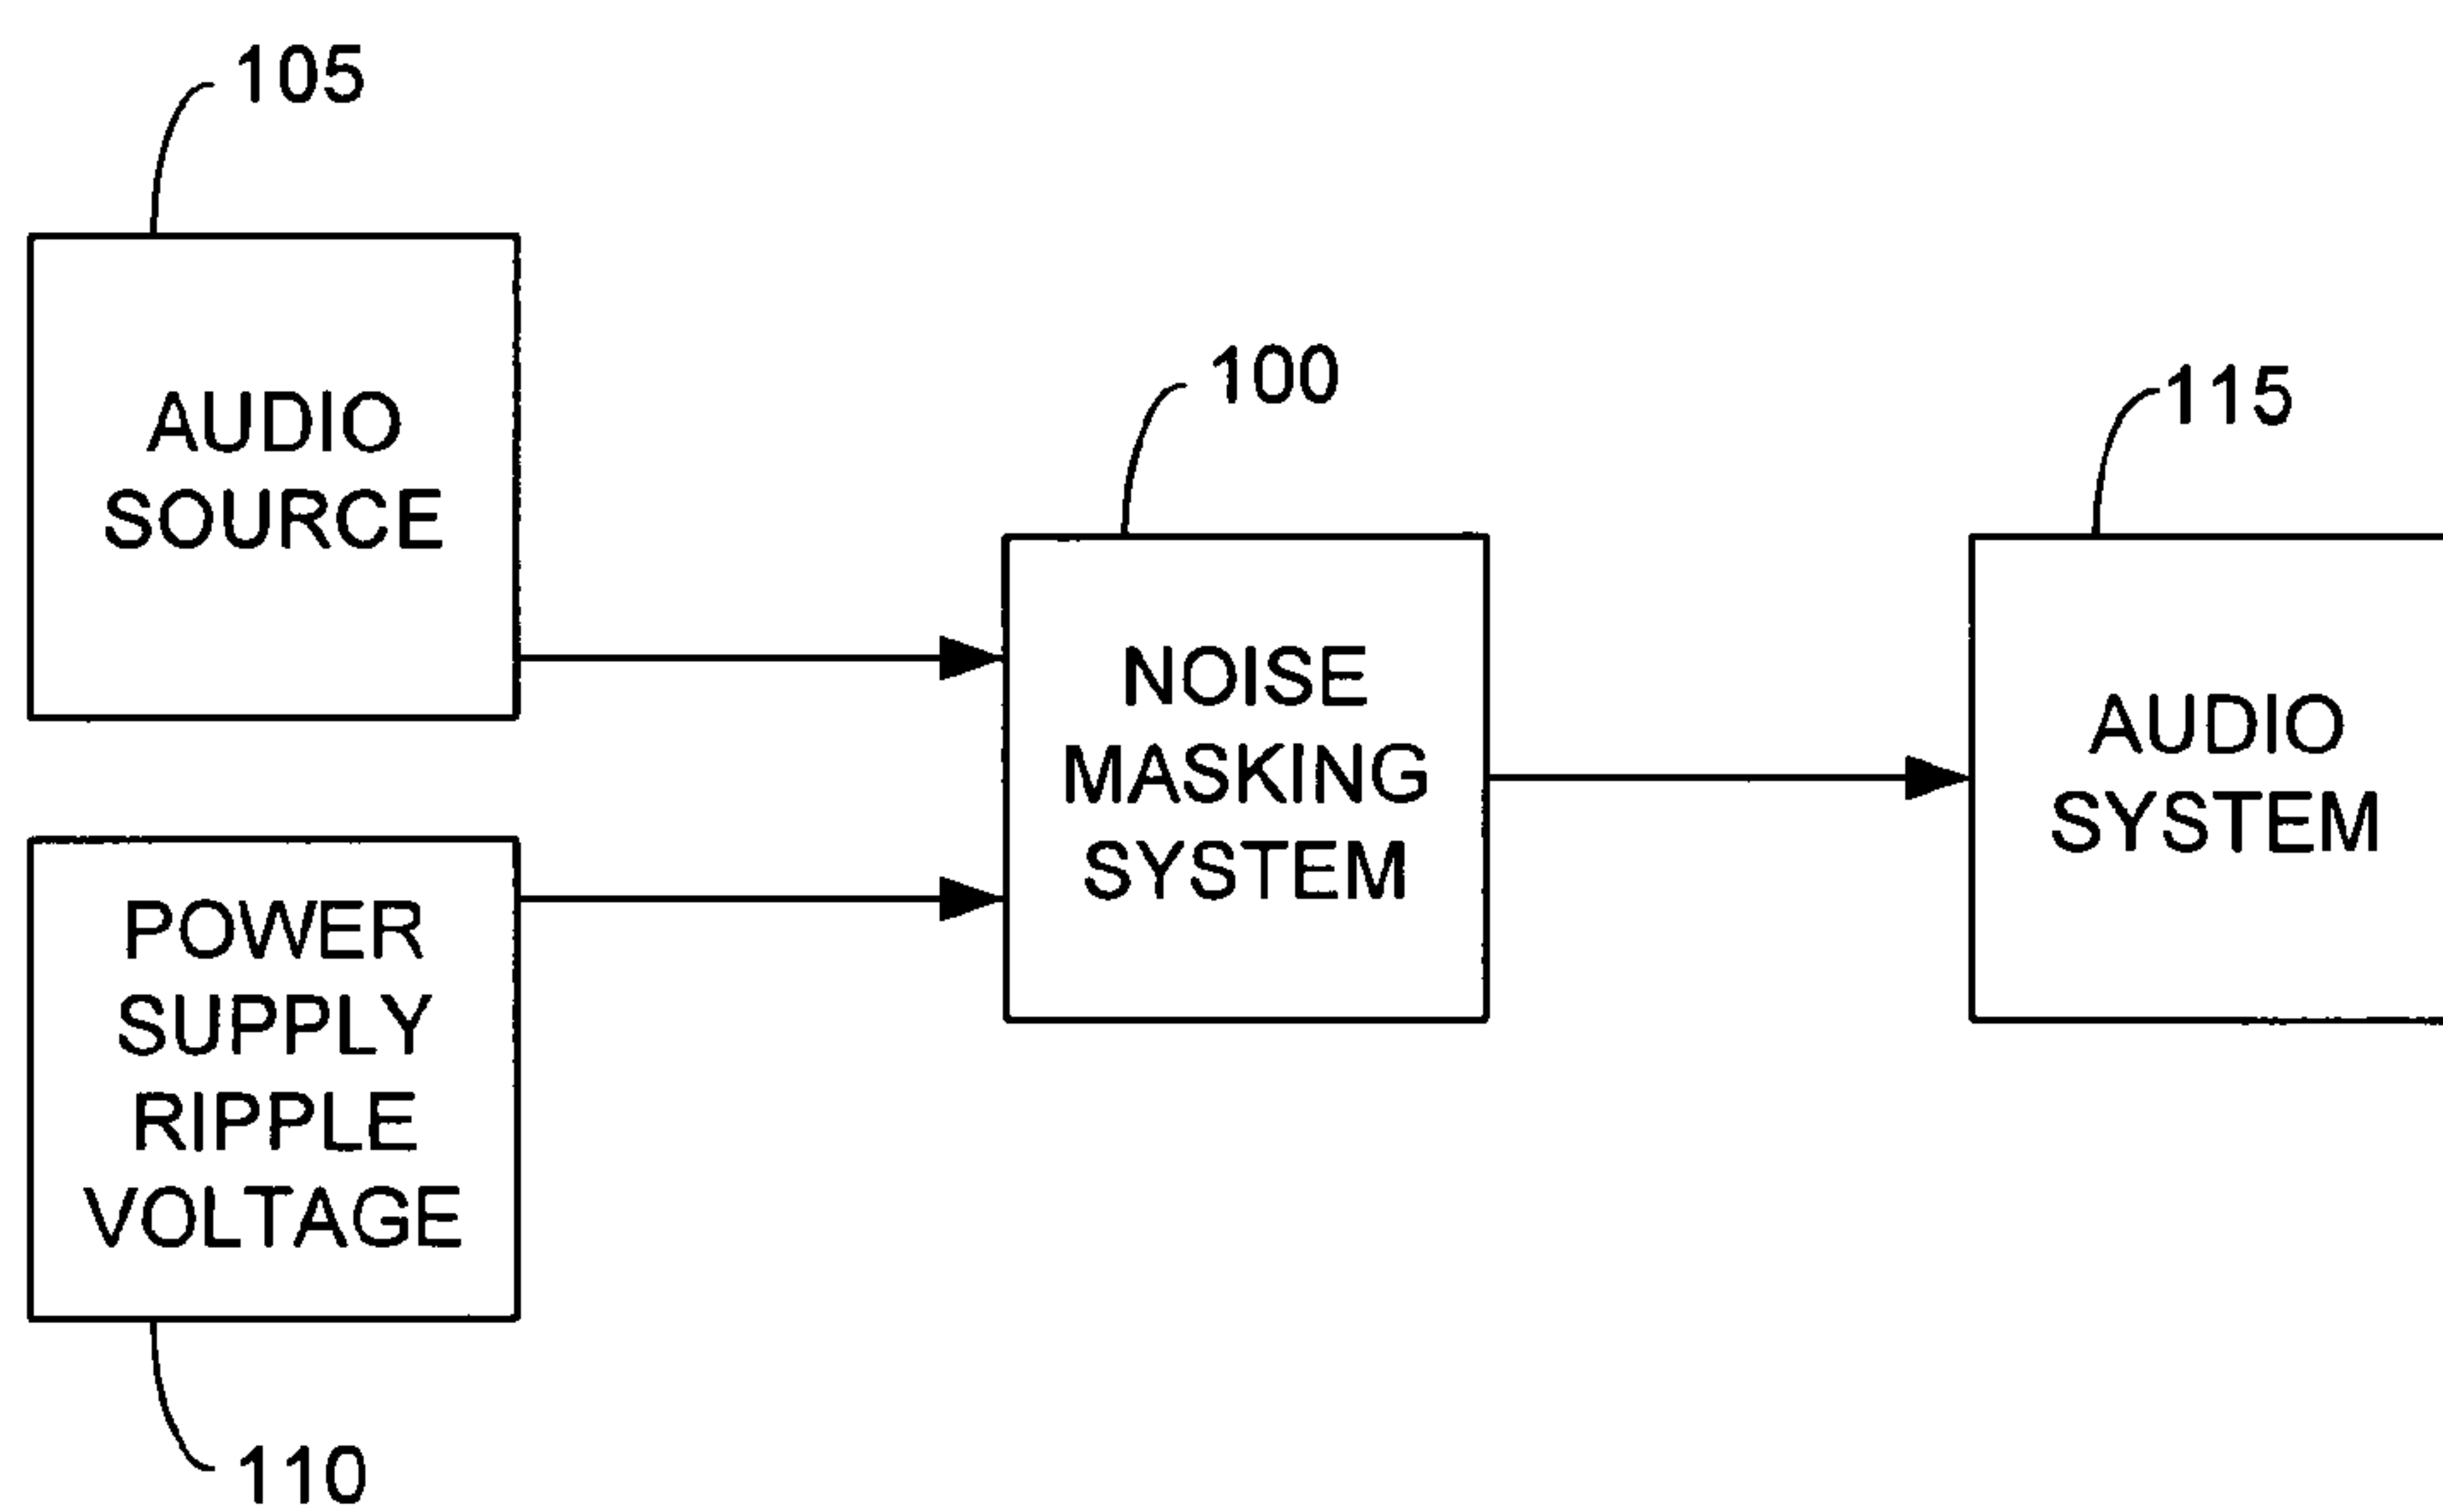 105
AUDIO
SOURCE
100
NOISE
MASKING
SYSTEM
115
AUDIO
SYSTEM
POWER
SUPPLY
RIPPLE
VOLTAGE
110